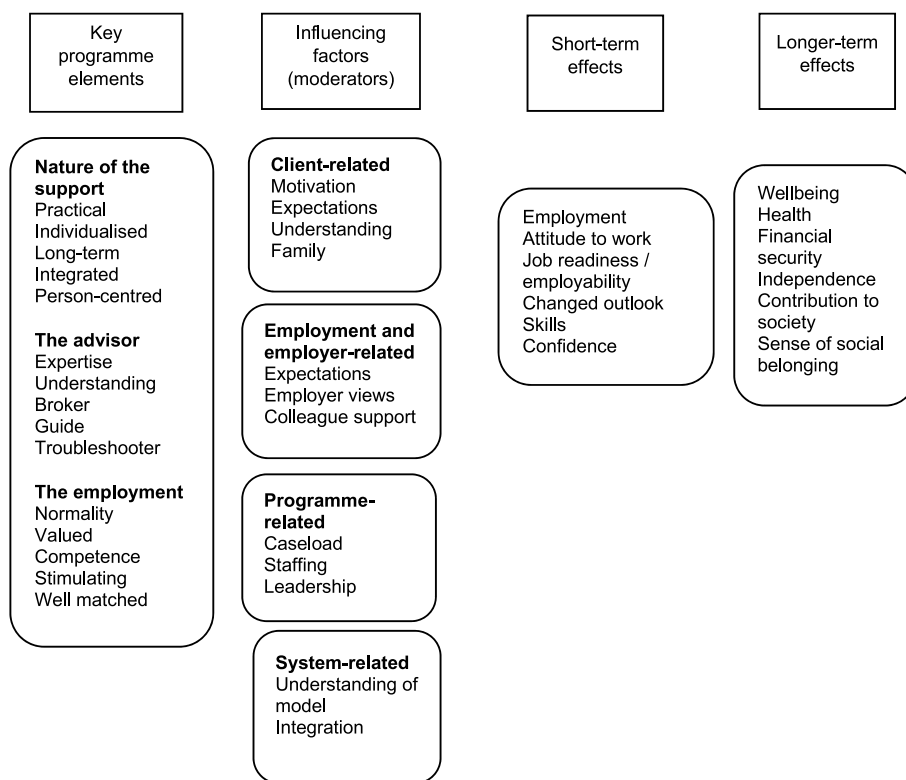 Key
programme
elements
Influencing
factors
(moderators)
Short-term
effects
Longer-term
effects
Nature of the
support
Practical
Individualised
Long-term
Integrated
Person-centred
The advisor
Expertise
Understanding
Broker
Guide
Troubleshooter
The employment
Normality
Valued
Competence
Stimulating
Well matched
Client-related
Motivation
Expectations
Understanding
Family
Employment and
employer-related
Expectations
Employer views
Colleague support
Programme-
related
Caseload
Staffing
Leadership
System-related
Understanding of
model
Integration
Employment
Attitude to work
Job readiness /
employability
Changed outlook
Skills
Confidence
Wellbeing
Health
Financial
security
Independence
Contribution to
society
Sense of social
belonging